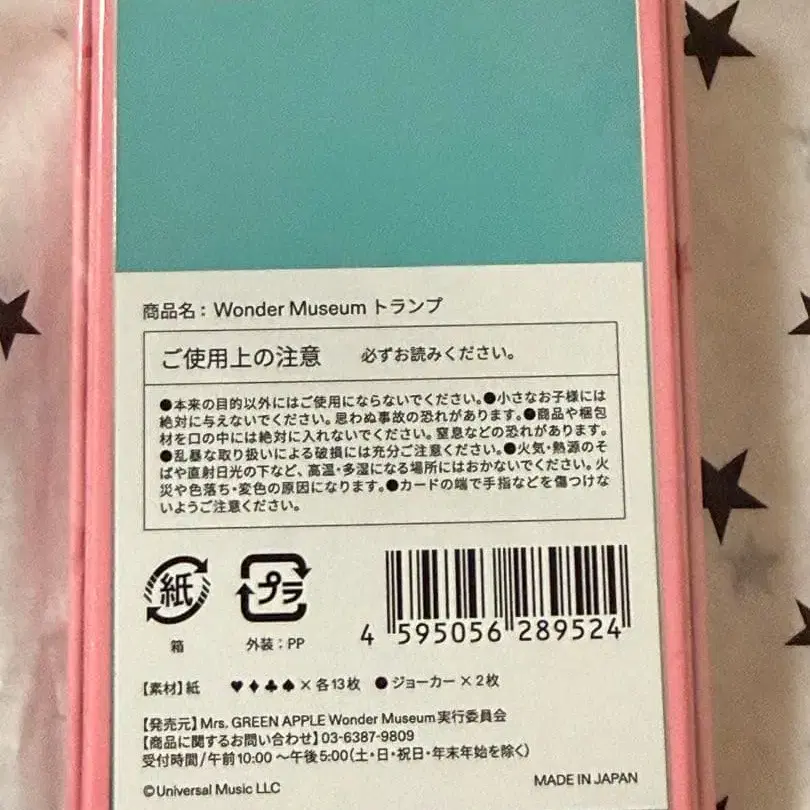 商品名：Wonder Museum トランプ
ご使用上の注意　必ずお読みください。
●本来の目的以外にはご使用にならないでください。●小さなお子様には
絶対に与えないでください。思わぬ事故の恐れがあります。●商品や梱包
材を口の中には絶対に入れないでください。窒息などの恐れがあります。
●乱暴な取り扱いによる破損には充分ご注意ください。●火気・熱源のそ
ばや直射日光の下など、高温・多湿になる場所にはおかないでください。火
災や色落ち・変色の原因になります。●カードの端で手指などを傷つけな
いようご注意ください。
紙
プラ
箱
外装：PP
4 595056 289524
【素材】紙　♥♦♣♠×各13枚　●ジョーカー×2枚
【発売元】Mrs. GREEN APPLE Wonder Museum実行委員会
【商品に関するお問い合わせ】03-6387-9809
受付時間/午前10:00 〜午後5:00（土・日・祝日・年末年始を除く）
©Universal Music LLC
MADE IN JAPAN